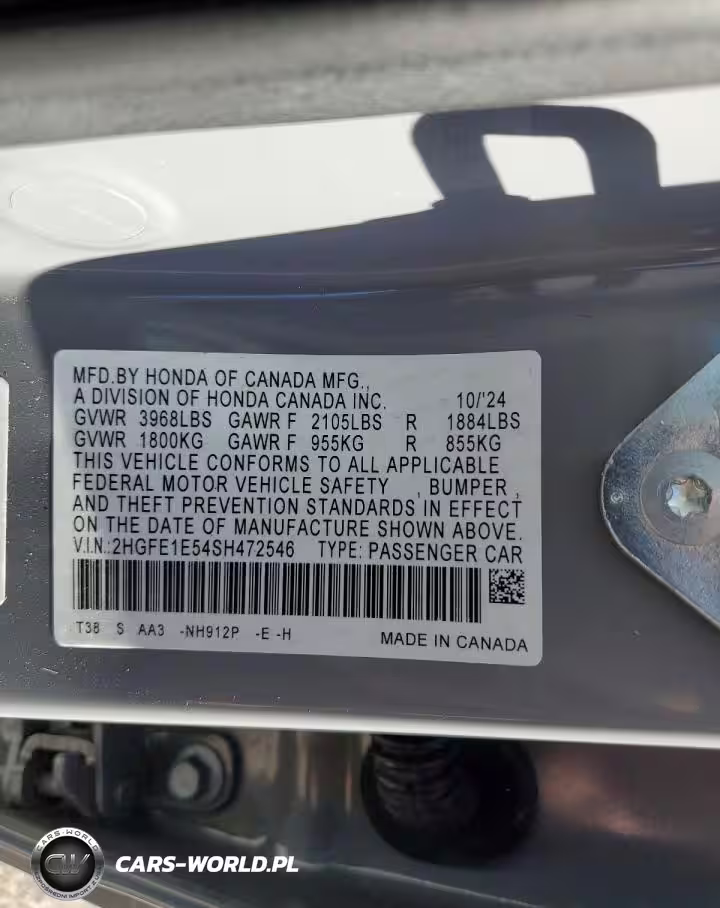 MFD.BY HONDA OF CANADA MFG.,
A DIVISION OF HONDA CANADA INC. 10/'24
GVWR 3968LBS GAWR F 2105LBS R 1884LBS
GVWR 1800KG GAWR F 955KG R 855KG
THIS VEHICLE CONFORMS TO ALL APPLICABLE
FEDERAL MOTOR VEHICLE SAFETY , BUMPER ,
AND THEFT PREVENTION STANDARDS IN EFFECT
ON THE DATE OF MANUFACTURE SHOWN ABOVE.
V.I.N.:2HGFE1E54SH472546 TYPE: PASSENGER CAR
T38 S AA3 -NH912P -E -H MADE IN CANADA
CARS-WORLD
CW
CARS-WORLD.PL